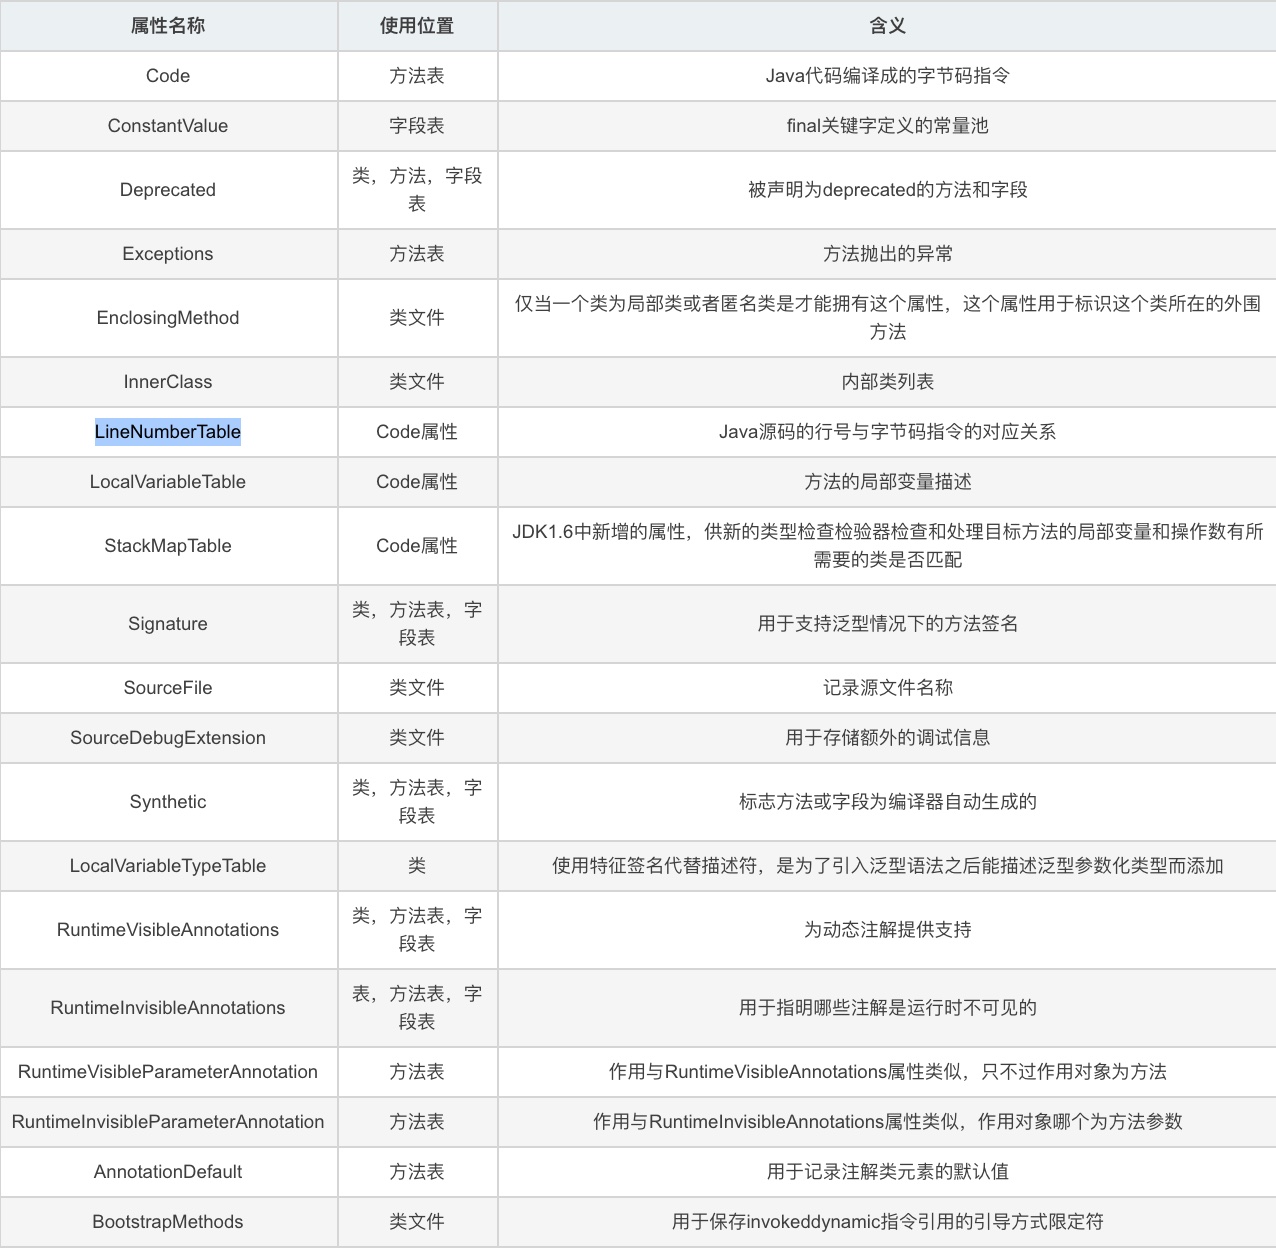 属性名称 使用位置 含义
Code 方法表 Java代码编译成的字节码指令
ConstantValue 字段表 final关键字定义的常量池
Deprecated 类，方法，字段
表 被声明为deprecated的方法和字段
Exceptions 方法表 方法抛出的异常
EnclosingMethod 类文件 仅当一个类为局部类或者匿名类是才能拥有这个属性，这个属性用于标识这个类所在的外围
方法
InnerClass 类文件 内部类列表
LineNumberTable Code属性 Java源码的行号与字节码指令的对应关系
LocalVariableTable Code属性 方法的局部变量描述
StackMapTable Code属性 JDK1.6中新增的属性，供新的类型检查检验器检查和处理目标方法的局部变量和操作数有所
需要的类是否匹配
Signature 类，方法表，字
段表 用于支持泛型情况下的方法签名
SourceFile 类文件 记录源文件名称
SourceDebugExtension 类文件 用于存储额外的调试信息
Synthetic 类，方法表，字
段表 标志方法或字段为编译器自动生成的
LocalVariableTypeTable 类 使用特征签名代替描述符，是为了引入泛型语法之后能描述泛型参数化类型而添加
RuntimeVisibleAnnotations 类，方法表，字
段表 为动态注解提供支持
RuntimeInvisibleAnnotations 表，方法表，字
段表 用于指明哪些注解是运行时不可见的
RuntimeVisibleParameterAnnotation 方法表 作用与RuntimeVisibleAnnotations属性类似，只不过作用对象为方法
RuntimeInvisibleParameterAnnotation 方法表 作用与RuntimeInvisibleAnnotations属性类似，作用对象哪个为方法参数
AnnotationDefault 方法表 用于记录注解类元素的默认值
BootstrapMethods 类文件 用于保存invokeddynamic指令引用的引导方式限定符